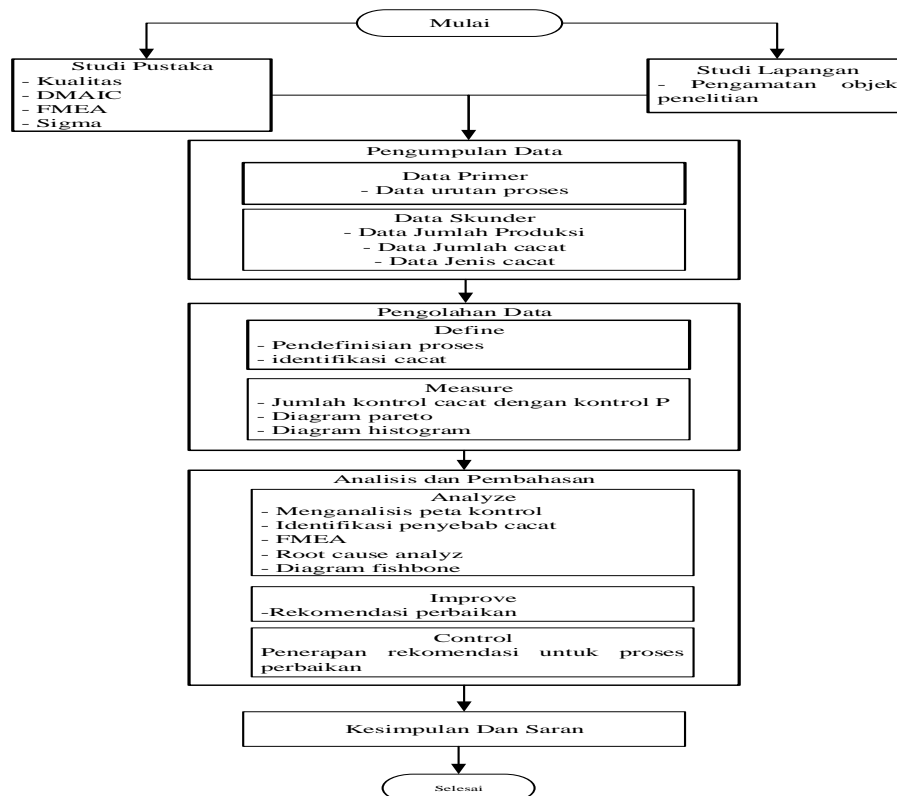 Mulai
Studi Pustaka
- Kualitas
- DMAIC
- FMEA
- Sigma
Studi Lapangan
- Pengamatan objek
penelitian
Pengumpulan Data
Data Primer
- Data urutan proses
Data Skunder
- Data Jumlah Produksi
- Data Jumlah cacat
- Data Jenis cacat
Pengolahan Data
Define
- Pendefinisian proses
- identifikasi cacat
Measure
- Jumlah kontrol cacat dengan kontrol P
- Diagram pareto
- Diagram histogram
Analisis dan Pembahasan
Analyze
- Menganalisis peta kontrol
- Identifikasi penyebab cacat
- FMEA
- Root cause analyz
- Diagram fishbone
Improve
-Rekomendasi perbaikan
Control
Penerapan rekomendasi untuk proses
perbaikan
Kesimpulan Dan Saran
Selesai